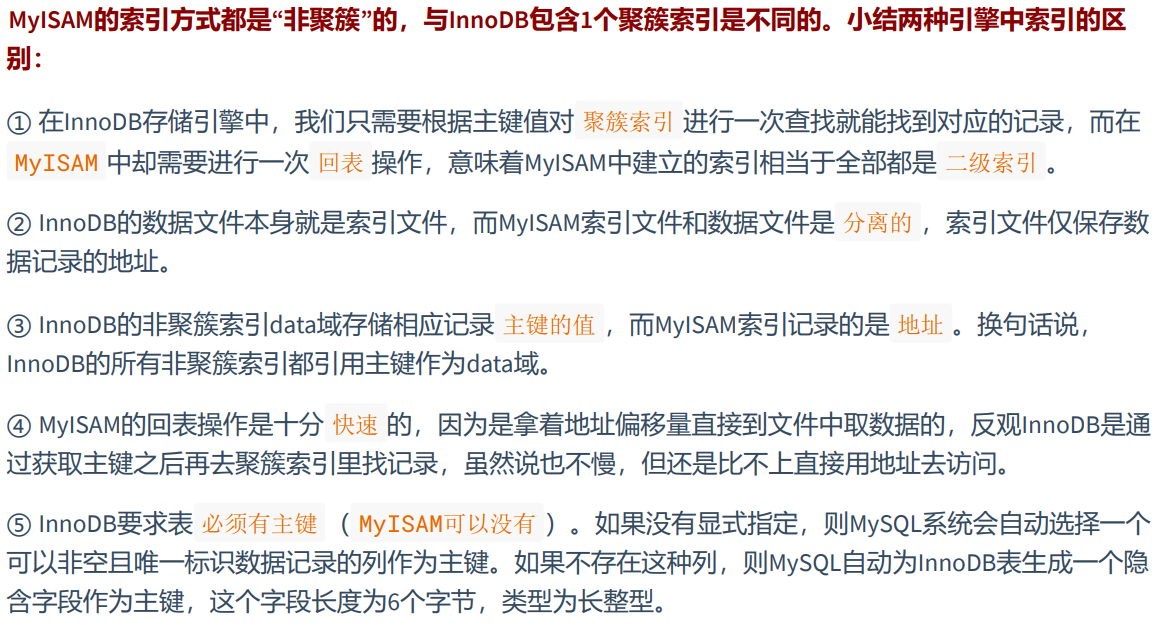 MyISAM的索引方式都是“非聚簇”的，与InnoDB包含1个聚簇索引是不同的。小结两种引擎中索引的区
别：
① 在InnoDB存储引擎中，我们只需要根据主键值对 聚簇索引 进行一次查找就能找到对应的记录，而在
MyISAM 中却需要进行一次 回表 操作，意味着MyISAM中建立的索引相当于全部都是 二级索引 。
② InnoDB的数据文件本身就是索引文件，而MyISAM索引文件和数据文件是 分离的 ，索引文件仅保存数
据记录的地址。
③ InnoDB的非聚簇索引data域存储相应记录 主键的值 ，而MyISAM索引记录的是 地址 。换句话说，
InnoDB的所有非聚簇索引都引用主键作为data域。
④ MyISAM的回表操作是十分 快速 的，因为是拿着地址偏移量直接到文件中取数据的，反观InnoDB是通
过获取主键之后再去聚簇索引里找记录，虽然说也不慢，但还是比不上直接用地址去访问。
⑤ InnoDB要求表 必须有主键 （ MyISAM可以没有 ）。如果没有显式指定，则MySQL系统会自动选择一个
可以非空且唯一标识数据记录的列作为主键。如果不存在这种列，则MySQL自动为InnoDB表生成一个隐
含字段作为主键，这个字段长度为6个字节，类型为长整型。